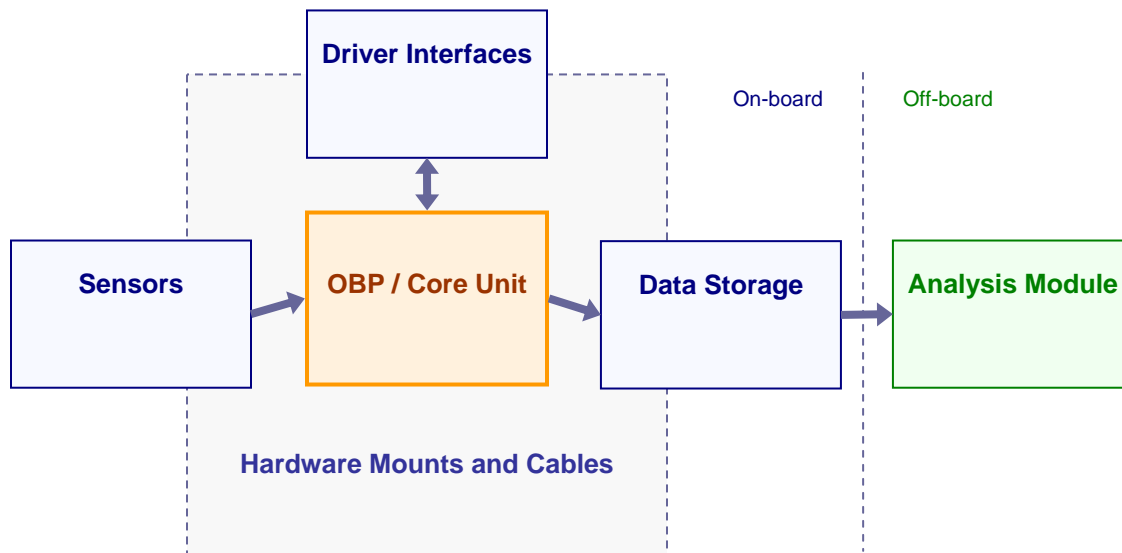 Driver Interfaces
On-board
Off-board
Sensors
OBP / Core Unit
Data Storage
Analysis Module
Hardware Mounts and Cables